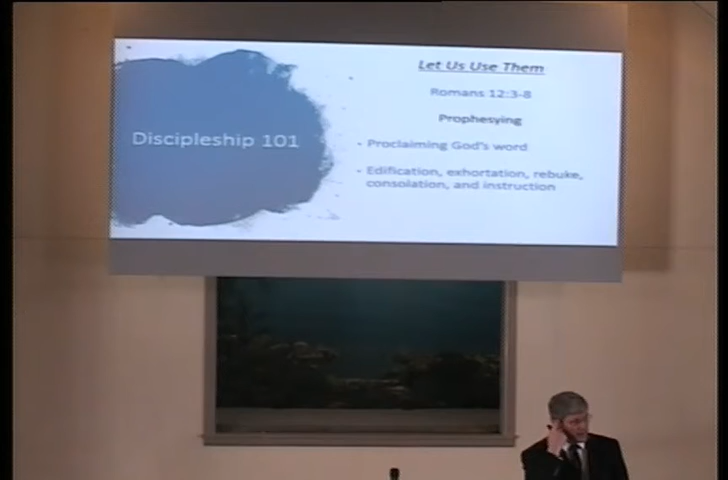 Discipleship 101
Let Us Use Them
Romans 12:3-8
Prophesying
- Proclaiming God's word
- Edification, exhortation, rebuke,
consolation, and instruction